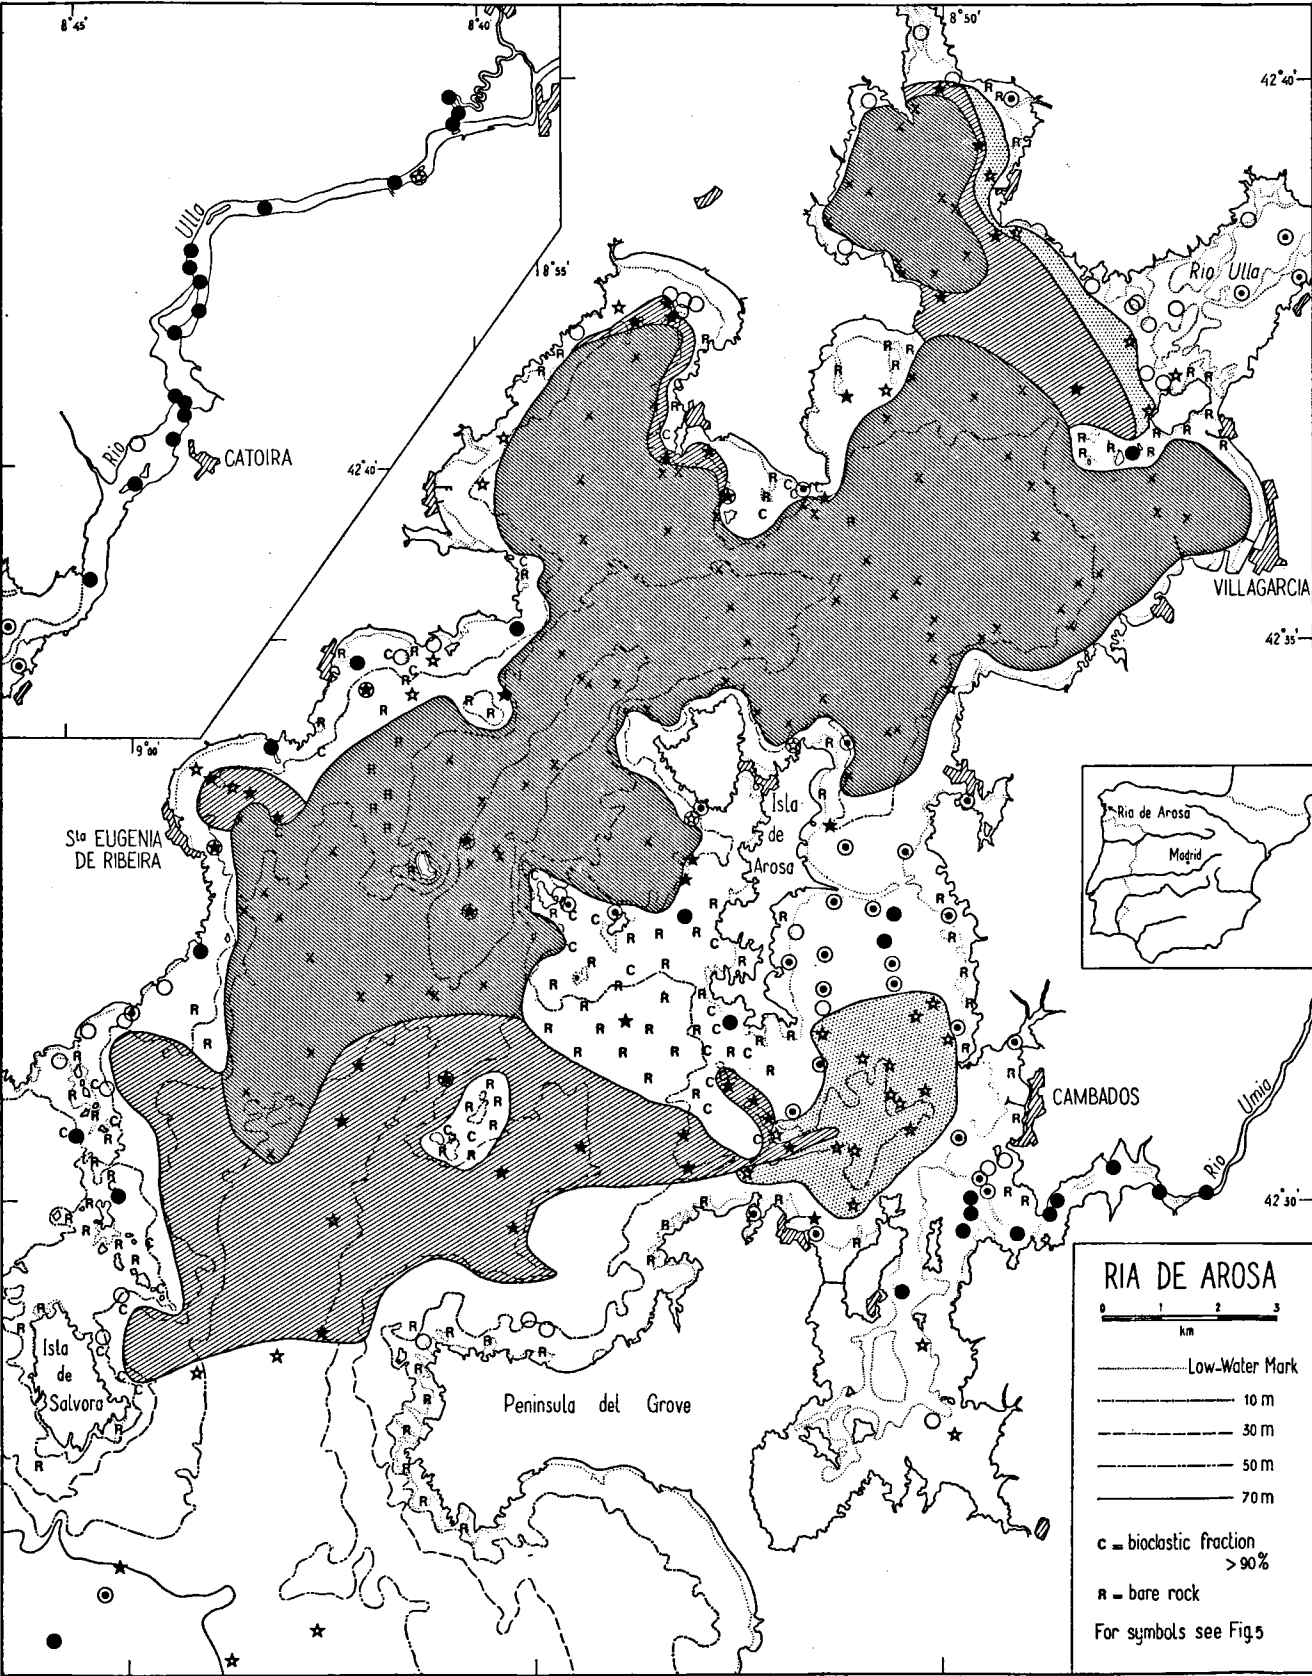 8°45'
8°40'
8°50'
42°40'
Ulla
8°55'
Rio Ulla
Rio
CATOIRA
42°40'
VILLAGARCIA
42°35'
9°00'
Isla
de
Arosa
Sta EUGENIA
DE RIBEIRA
Ria de Arosa
Madrid
CAMBADOS
Umia
Rio
42°30'
Isla
de
Salvora
Peninsula del Grove
RIA DE AROSA
0 1 2 3
km
Low-Water Mark
10 m
30 m
50 m
70 m
C = bioclastic fraction
>90%
R = bare rock
For symbols see Fig.5